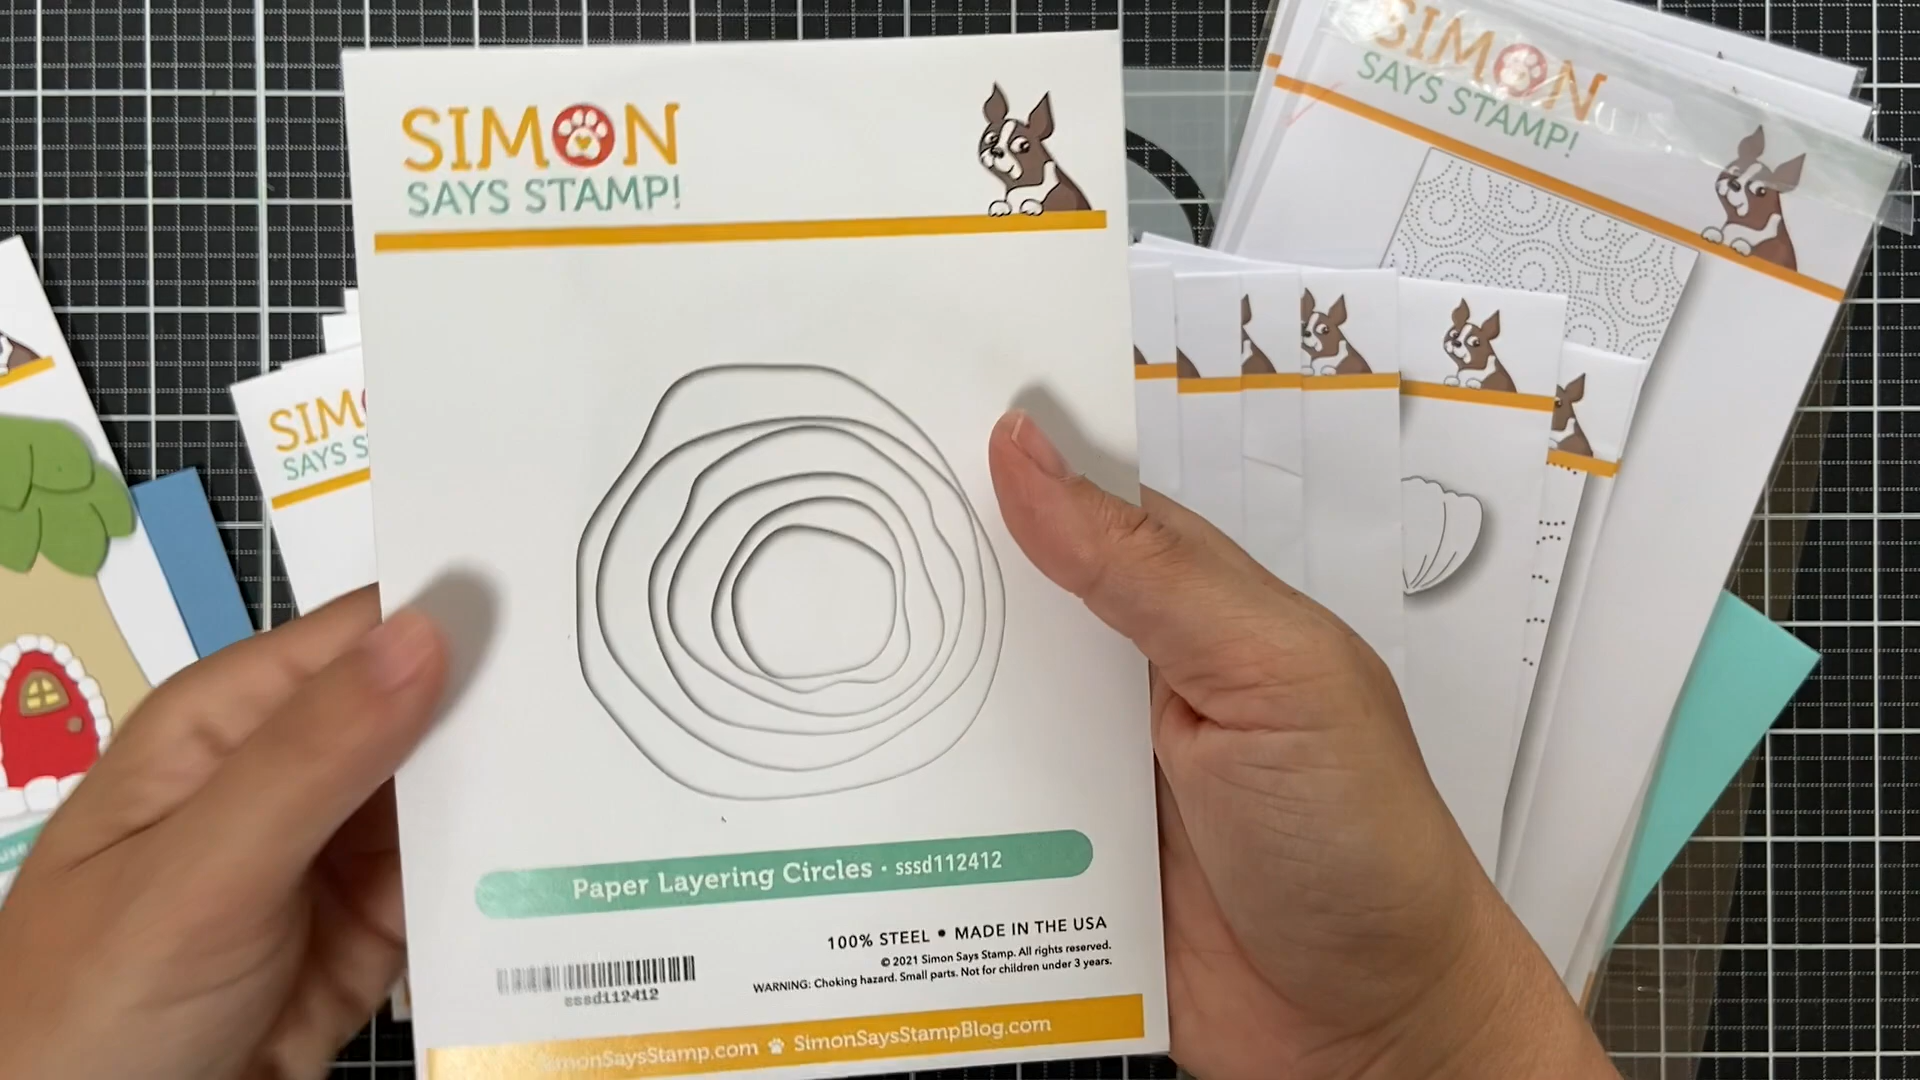 SIMON
SAYS STAMP!
SIMON
SAYS STAMP!
SIM
SAYS S
Paper Layering Circles • sssd112412
100% STEEL • MADE IN THE USA
© 2021 Simon Says Stamp. All rights reserved.
WARNING: Choking hazard. Small parts. Not for children under 3 years.
sssd112412
imonSaysStamp.com SimonSaysStampBlog.com